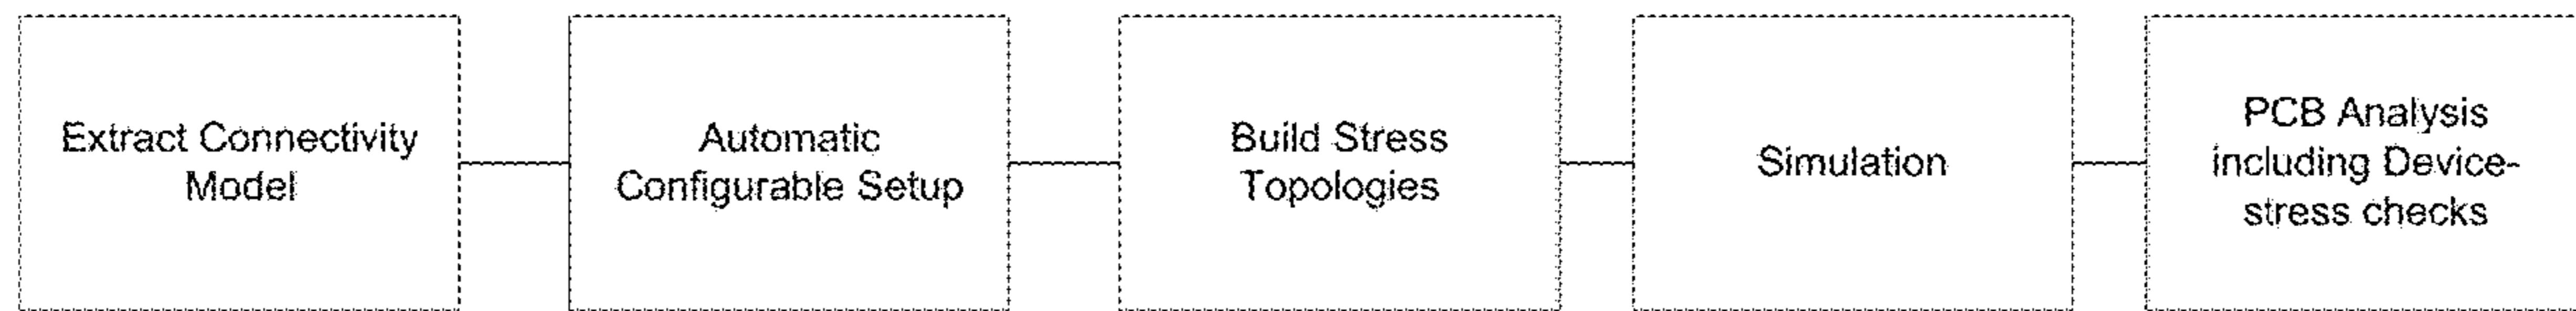 Extract Connectivity
Model
Automatic
Configurable Setup
Build Stress
Topologies
Simulation
PCB Analysis
including Device-
stress checks